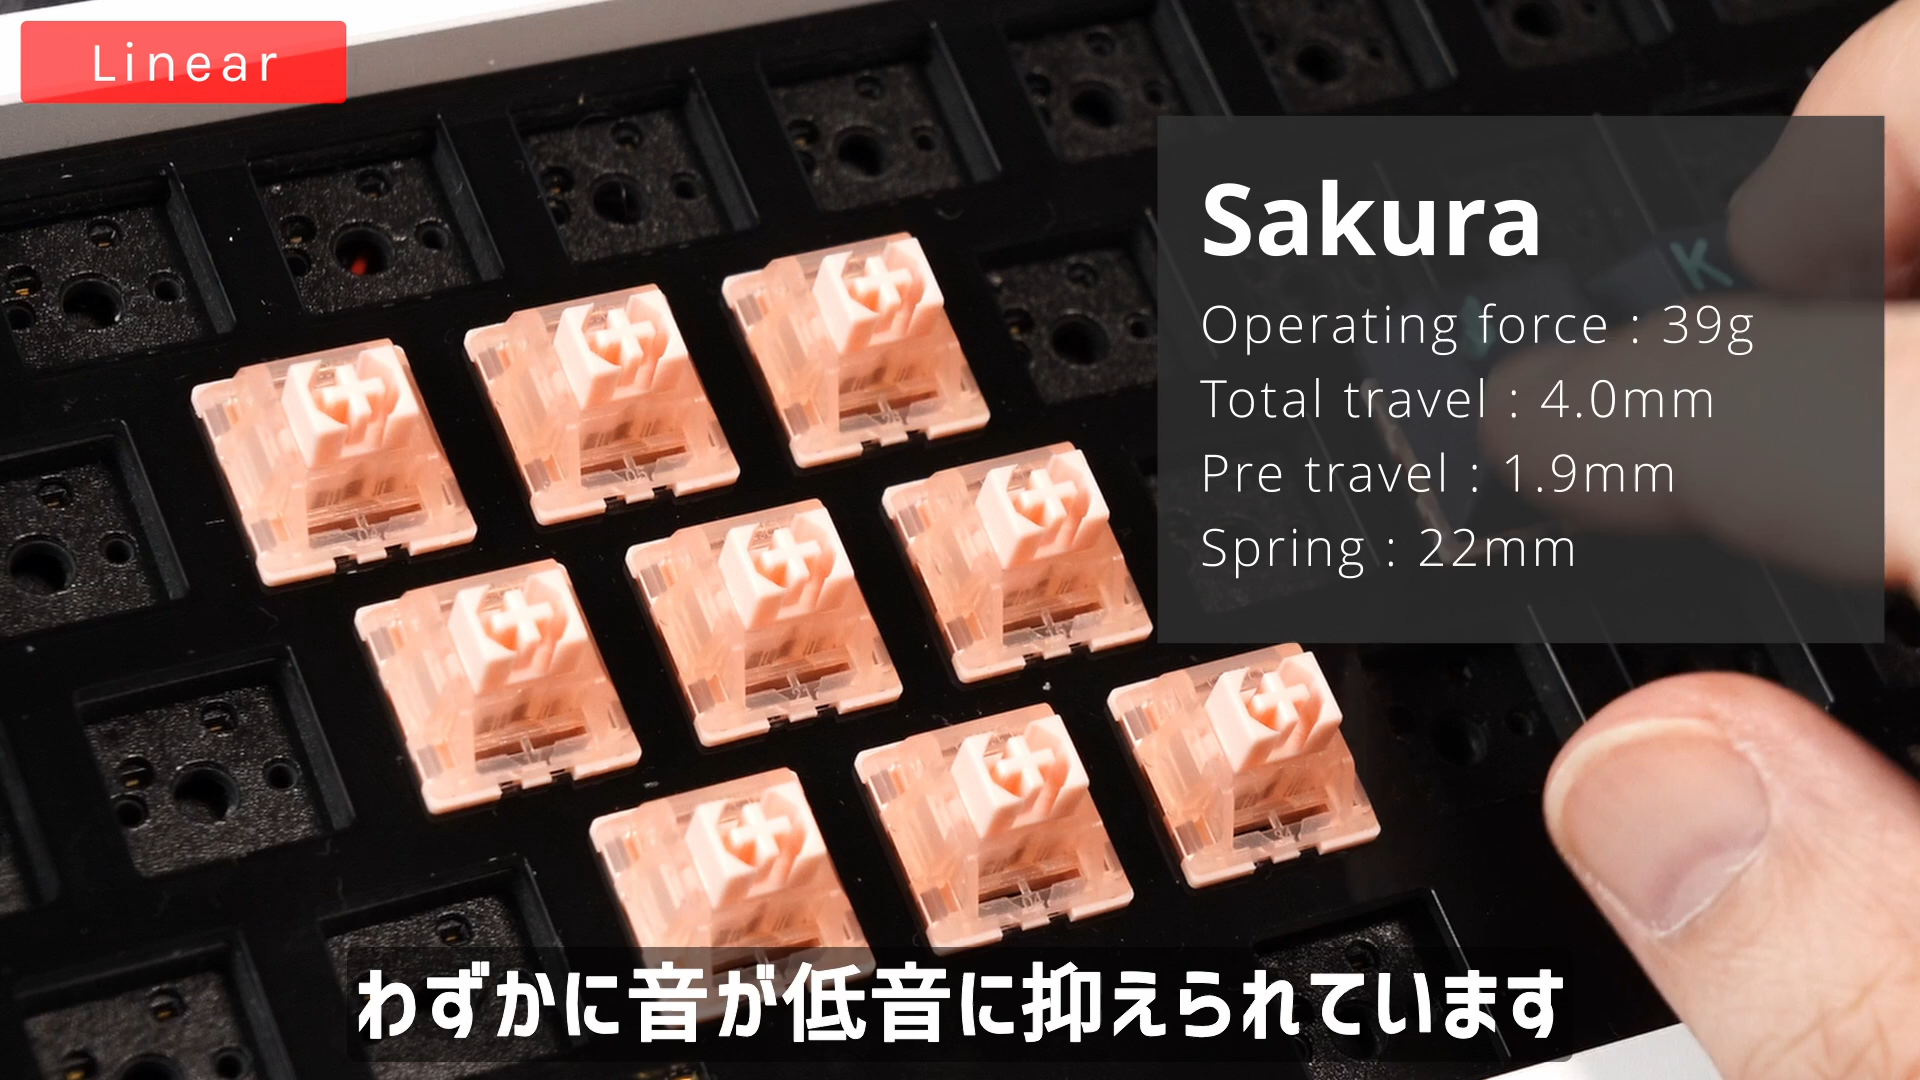 Linear
Sakura
K
Operating force : 39g
Total travel : 4.0mm
Pre travel : 1.9mm
Spring : 22mm
わずかに音が低音に抑えられています